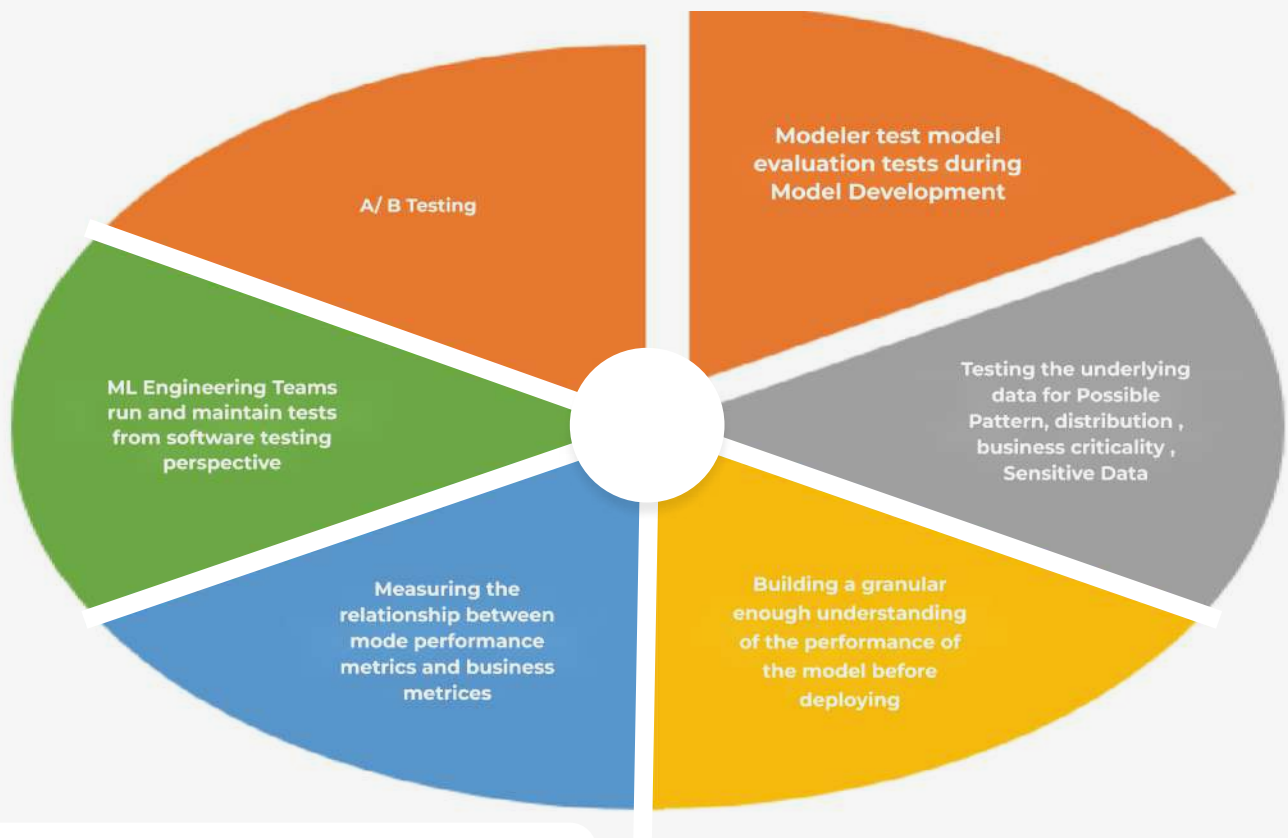 Modeler test model
evaluation tests during
Model Development
A/ B Testing
Testing the underlying
data for Possible
Pattern, distribution ,
business criticality ,
Sensitive Data
ML Engineering Teams
run and maintain tests
from software testing
perspective
Building a granular
enough understanding
of the performance of
the model before
deploying
Measuring the
relationship between
mode performance
metrics and business
metrices